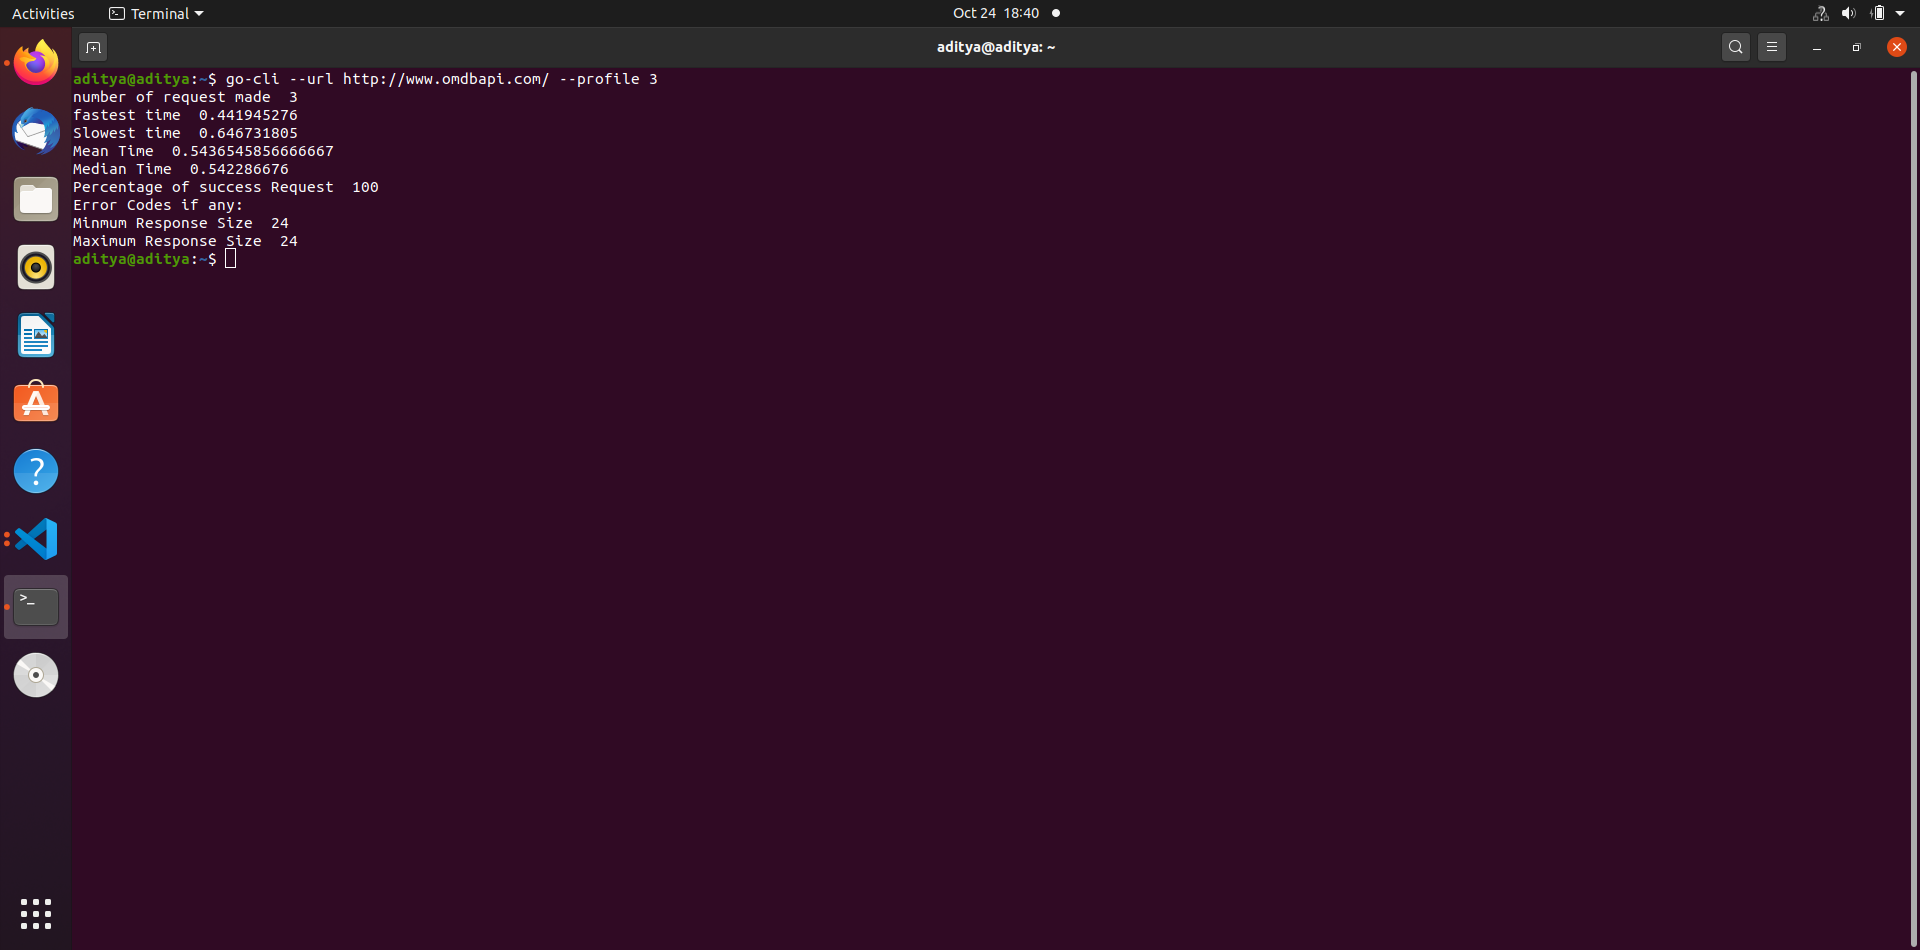 Activities Terminal Oct 24 18:40
aditya@aditya: ~
aditya@aditya:~$ go-cli --url http://www.omdbapi.com/ --profile 3
number of request made  3
fastest time  0.441945276
Slowest time  0.646731805
Mean Time  0.5436545856666667
Median Time  0.542286676
Percentage of success Request  100
Error Codes if any:
Minmum Response Size  24
Maximum Response Size  24
aditya@aditya:~$